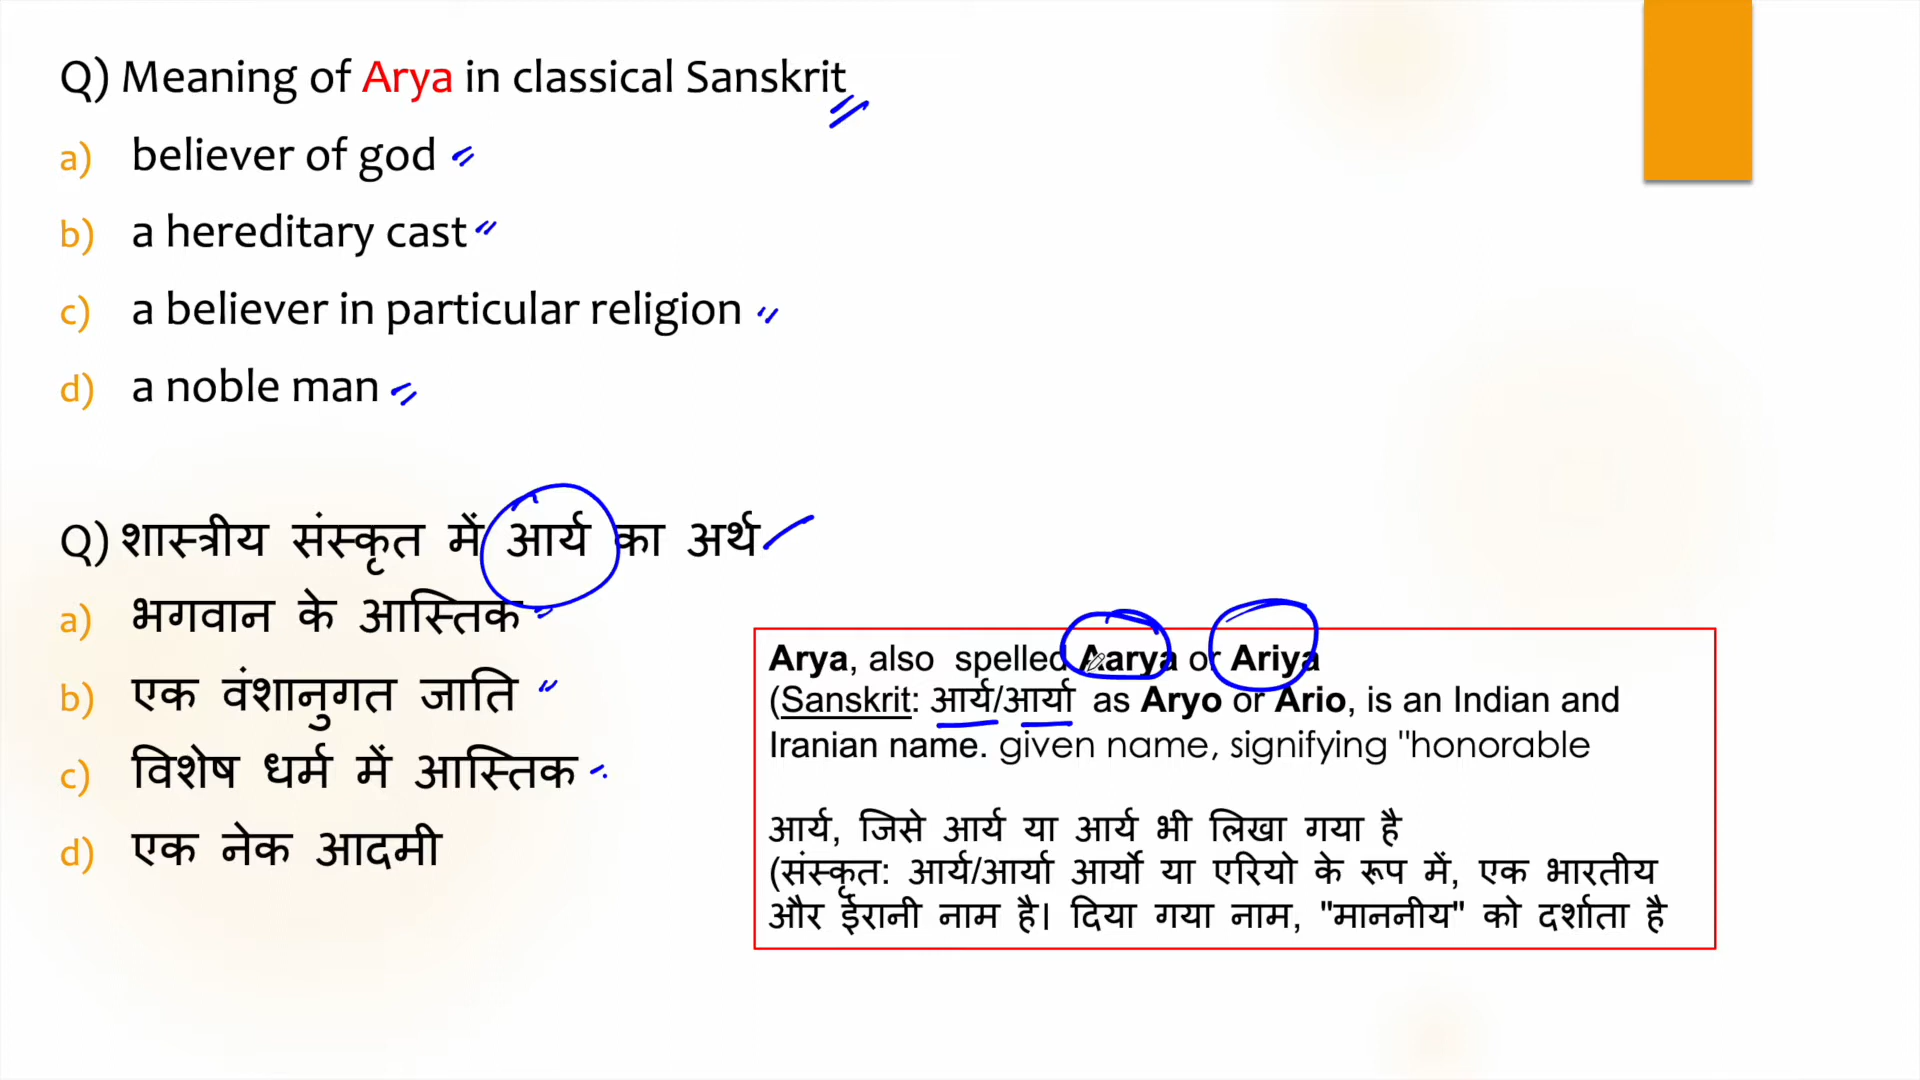 Q) Meaning of Arya in classical Sanskrit
a) believer of god
b) a hereditary cast
c) a believer in particular religion
d) a noble man
Q) शास्त्रीय संस्कृत में आर्य का अर्थ
a) भगवान के आस्तिक
b) एक वंशानुगत जाति
c) विशेष धर्म में आस्तिक
d) एक नेक आदमी
Arya, also spelled Aarya or Ariya
(Sanskrit: आर्य/आर्या as Aryo or Ario, is an Indian and
Iranian name. given name, signifying "honorable
आर्य, जिसे आर्य या आर्य भी लिखा गया है
(संस्कृत: आर्य/आर्या आर्यो या एरियो के रूप में, एक भारतीय
और ईरानी नाम है। दिया गया नाम, "माननीय" को दर्शाता है